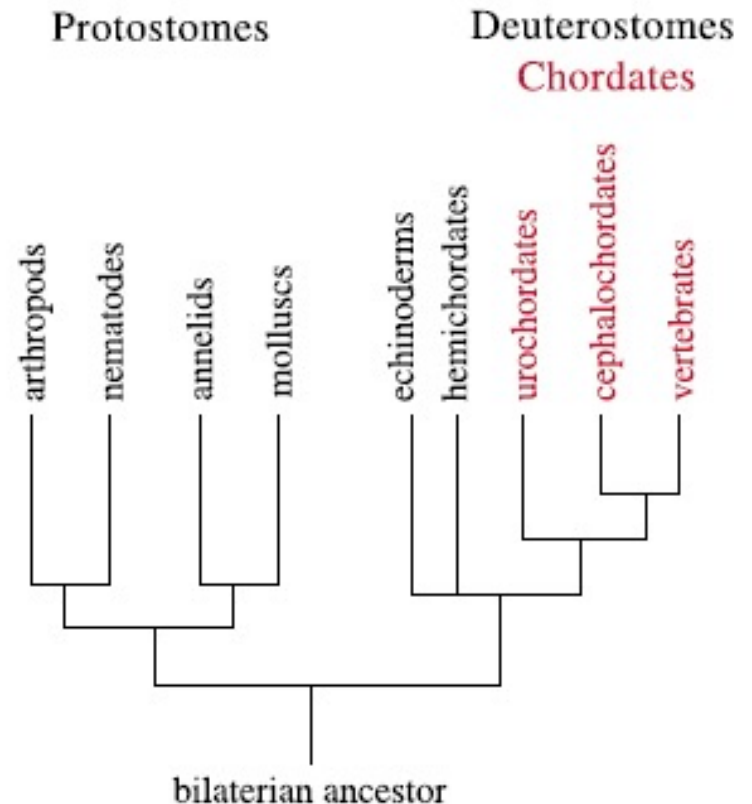 Protostomes
Deuterostomes
Chordates
arthropods
nematodes
annelids
molluscs
echinoderms
hemichordates
urochordates
cephalochordates
vertebrates
bilaterian ancestor